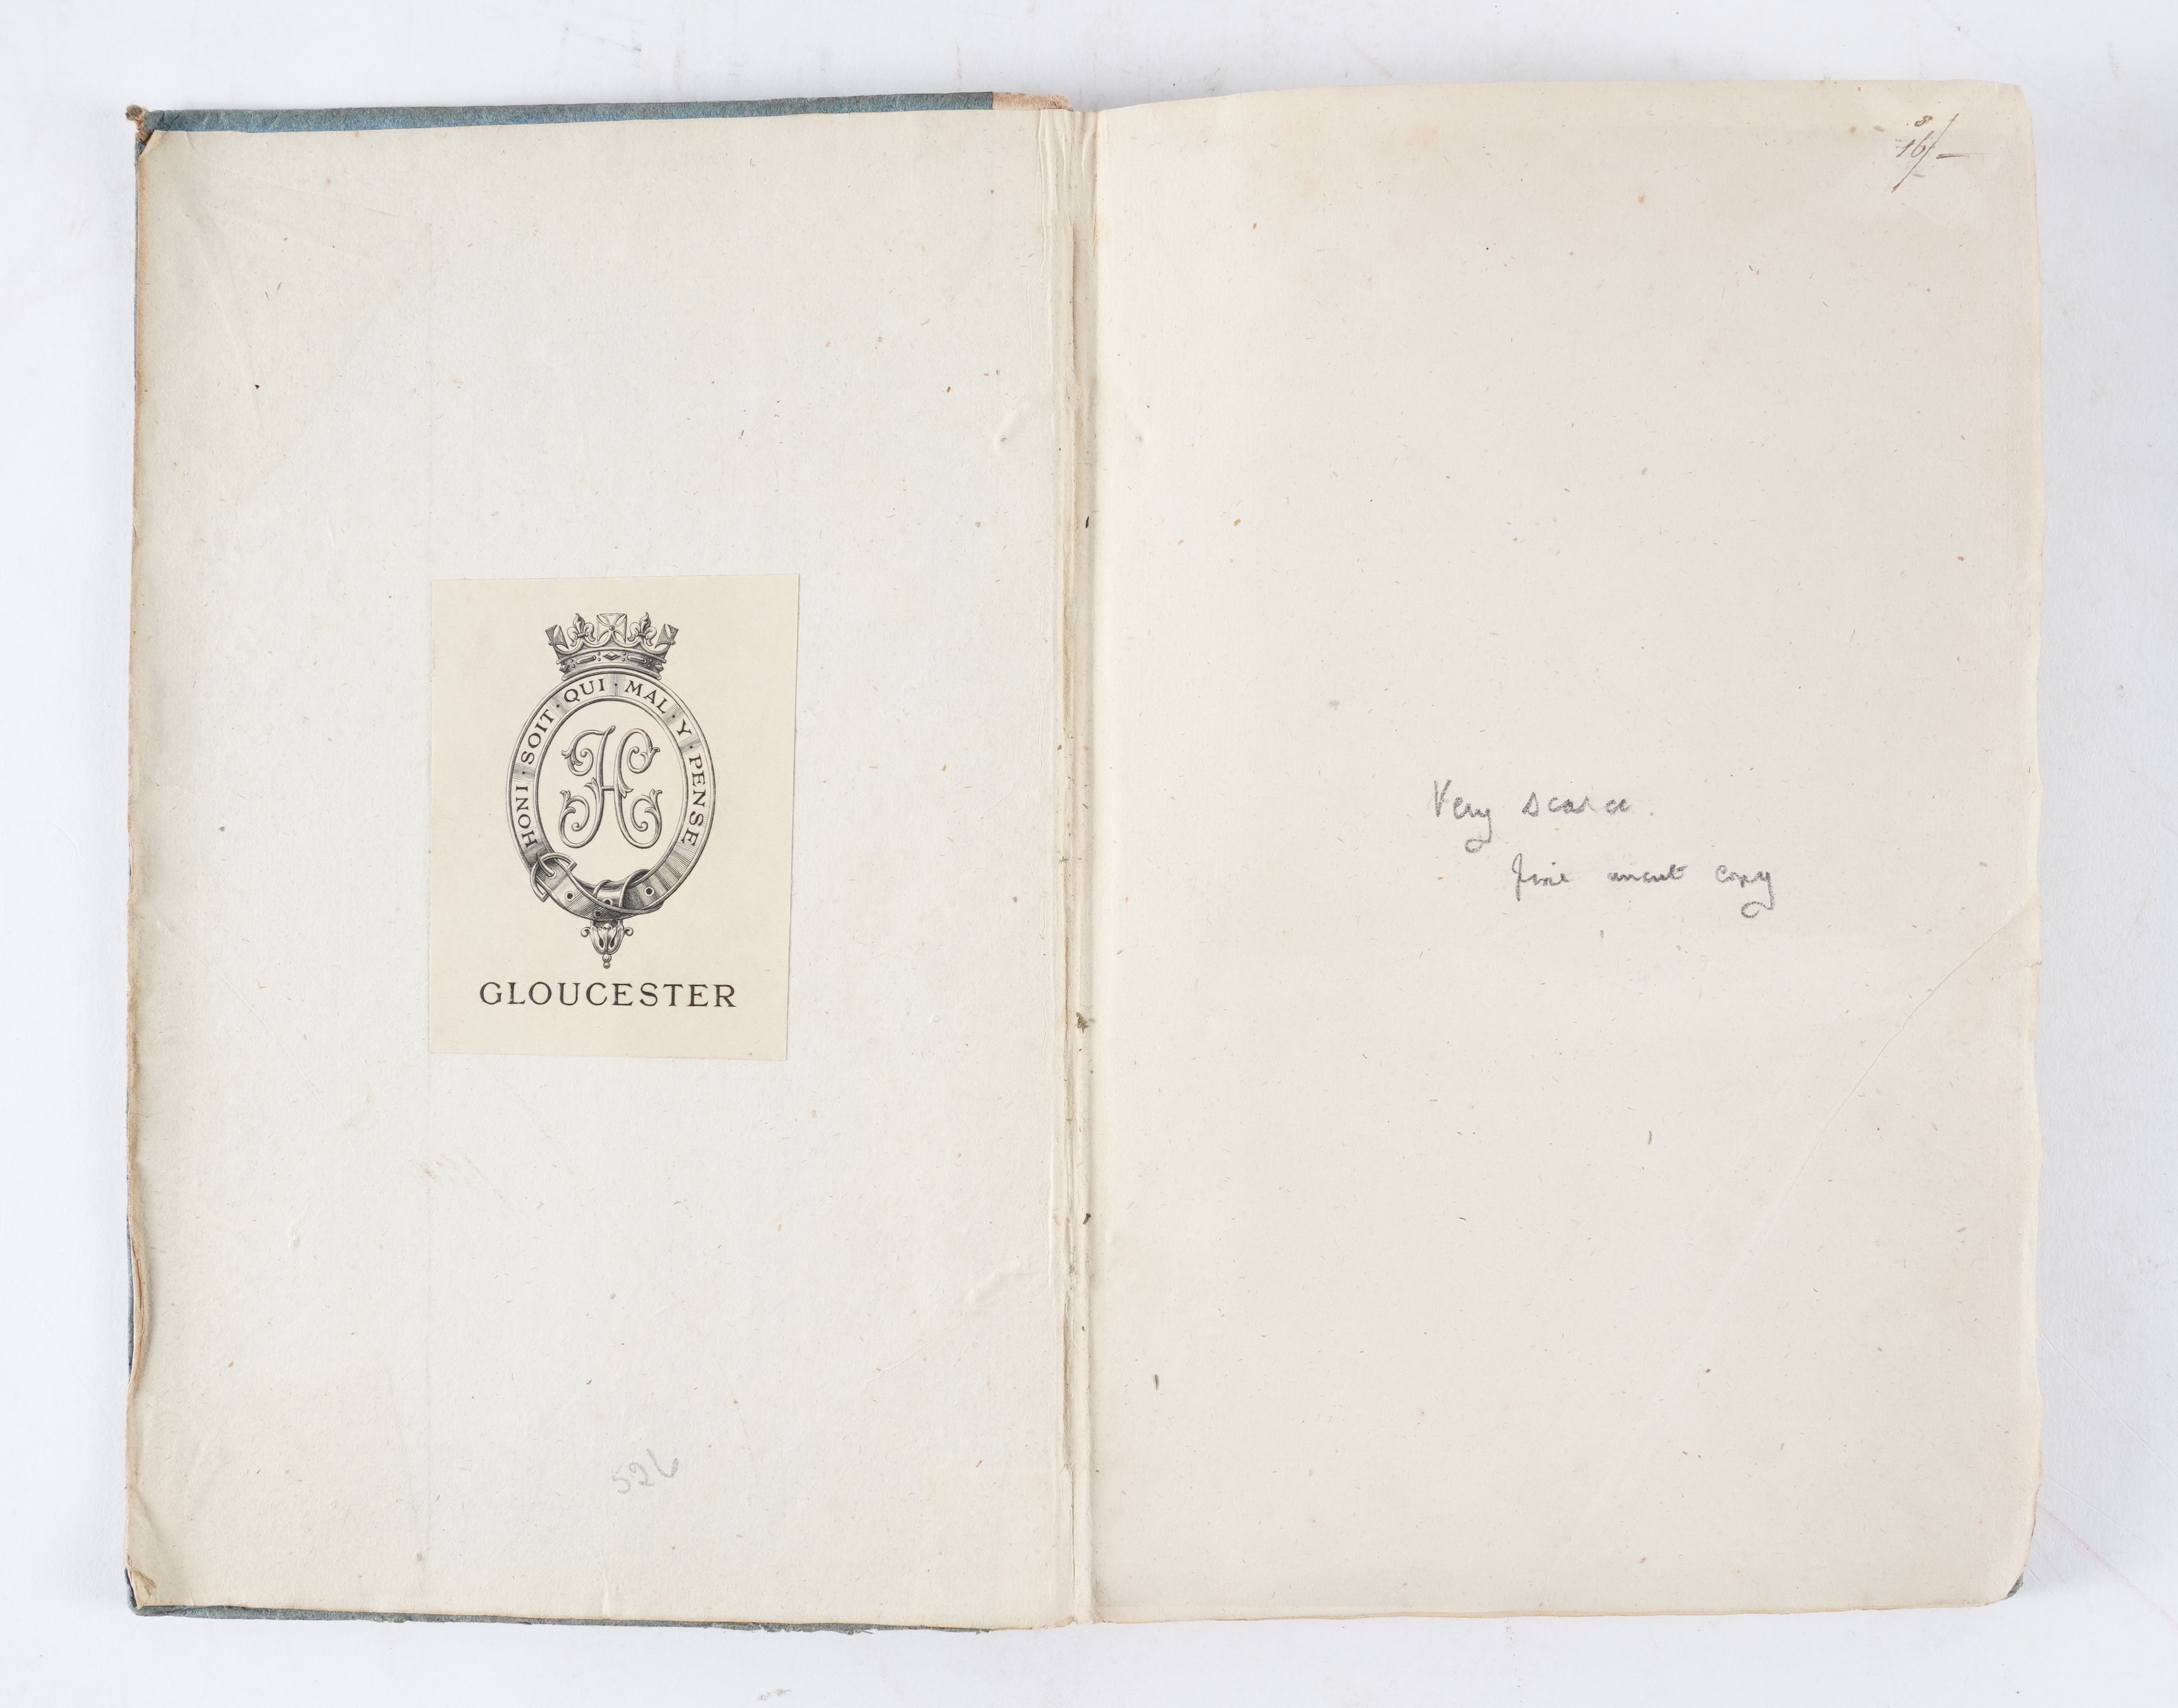 HONI · SOIT · QUI · MAL · Y · PENSE
H
GLOUCESTER
526
8
16/-
Very scarce.
fine uncut copy